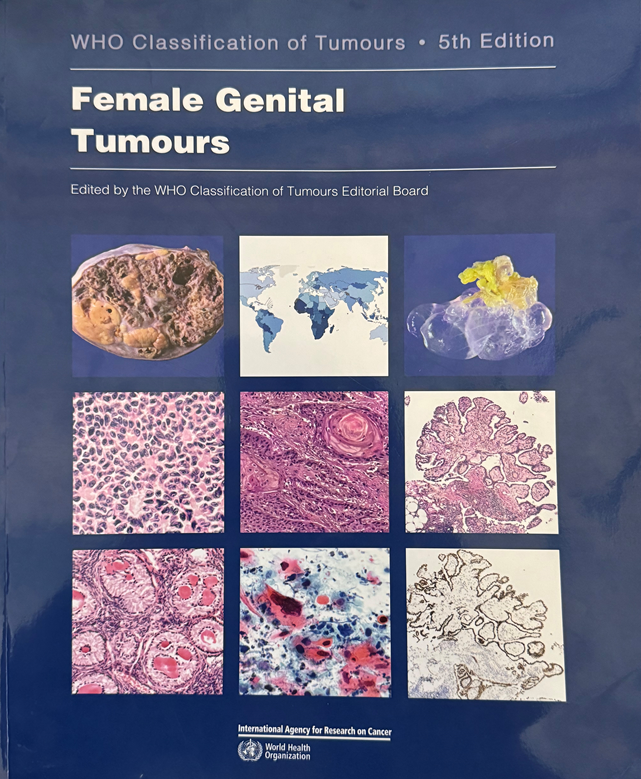 WHO Classification of Tumours • 5th Edition
Female Genital
Tumours
Edited by the WHO Classification of Tumours Editorial Board
International Agency for Research on Cancer
World Health
Organization